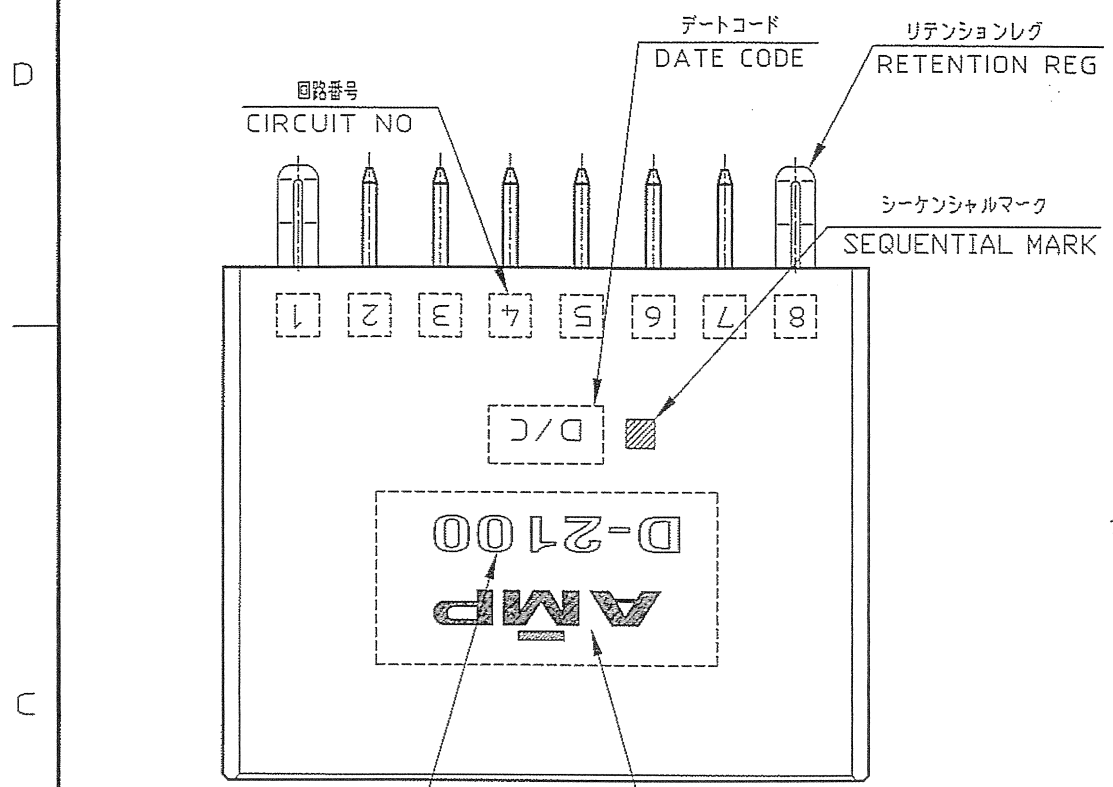 D
デートコード
DATE CODE
リテンションレグ
RETENTION REG
回路番号
CIRCUIT NO
シーケンシャルマーク
SEQUENTIAL MARK
1 2 3 4 5 6 7 8
D/C
D-2100
AMP
C